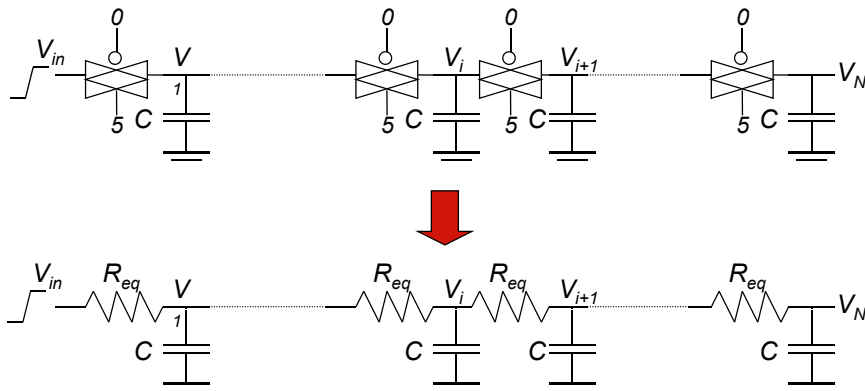 0 0 0
V_in V V_i V_i+1 V_N
1
5 C 5 C 5 C 5 C
V_in R_eq V R_eq V_i R_eq V_i+1 R_eq V_N
1
C C C C